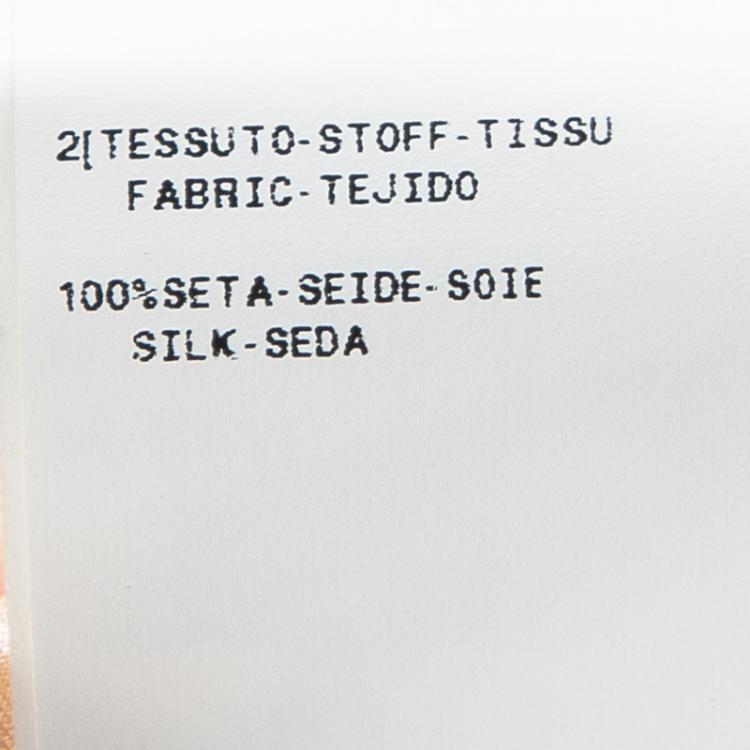 2[TESSUTO-STOFF-TISSU
FABRIC-TEJIDO
100%SETA-SEIDE-SOIE
SILK-SEDA